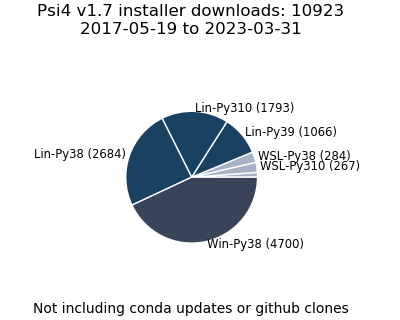 Psi4 v1.7 installer downloads: 10923
2017-05-19 to 2023-03-31
Lin-Py310 (1793)
Lin-Py39 (1066)
Lin-Py38 (2684)
WSL-Py38 (284)
WSL-Py310 (267)
Win-Py38 (4700)
Not including conda updates or github clones